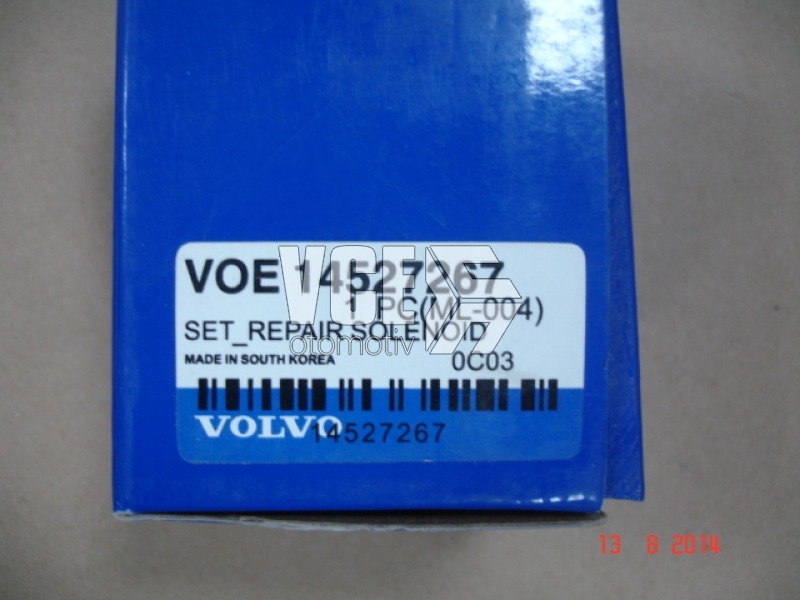 VOE 14527267
1 PC(ML-004)
SET_REPAIR SOLENOID
MADE IN SOUTH KOREA 0C03
VOLVO 14527267
otomotiv
13 8 2014